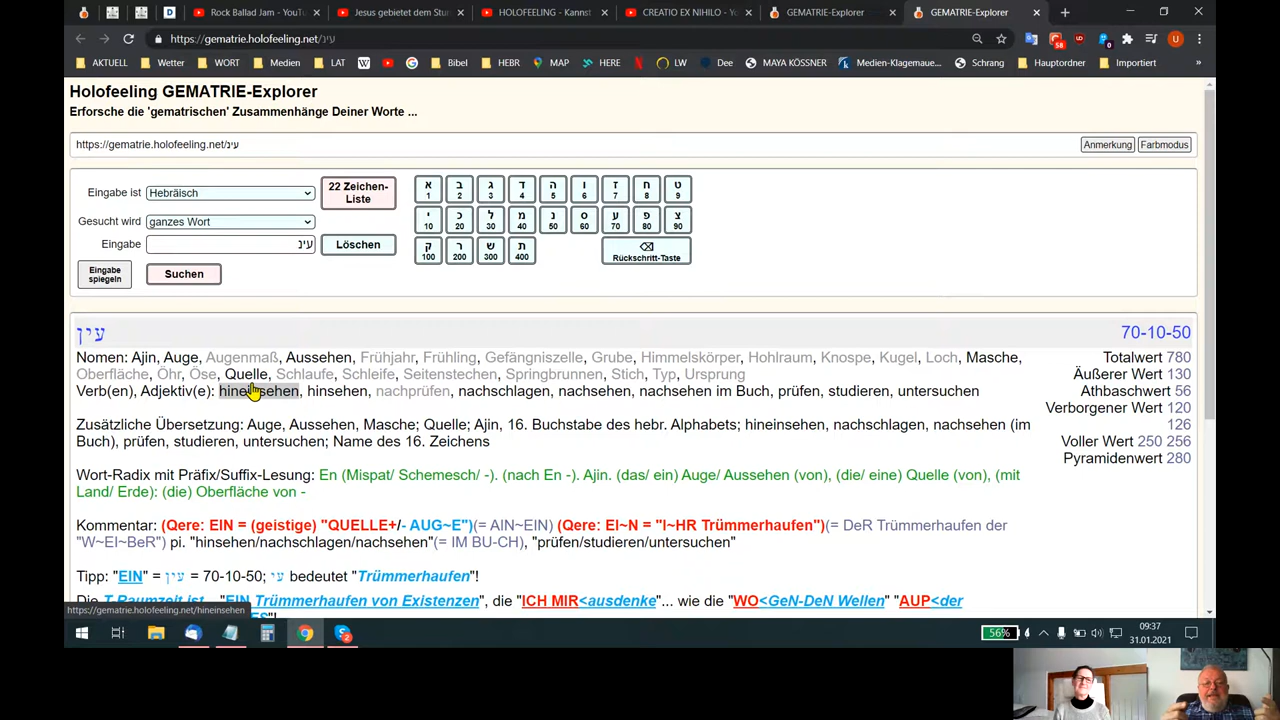 Rock Ballad Jam - YouTu
Jesus gebietet dem Stur
HOLOFEELING - Kannst
CREATIO EX NIHILO - Yo
GEMATRIE-Explorer
GEMATRIE-Explorer
https://gematrie.holofeeling.net/עינ
58
0
U
AKTUELL
Wetter
WORT
Medien
LAT
Bibel
HEBR
MAP
HERE
LW
Dee
MAYA KÖSSNER
Medien-Klagemaue...
Schrang
Hauptordner
Importiert
»
Holofeeling GEMATRIE-Explorer
Erforsche die 'gematrischen' Zusammenhänge Deiner Worte ...
https://gematrie.holofeeling.net/עינ
Anmerkung
Farbmodus
Eingabe ist Hebräisch
22 Zeichen-Liste
Gesucht wird ganzes Wort
Eingabe עינ Löschen
Eingabe spiegeln
Suchen
א ב ג ד ה ו ז ח ט
1 2 3 4 5 6 7 8 9
י כ ל מ נ ס ע פ צ
10 20 30 40 50 60 70 80 90
ק ר ש ת
100 200 300 400
Rückschritt-Taste
עין 70-10-50
Nomen: Ajin, Auge, Augenmaß, Aussehen, Frühjahr, Frühling, Gefängniszelle, Grube, Himmelskörper, Hohlraum, Knospe, Kugel, Loch, Masche,
Oberfläche, Öhr, Öse, Quelle, Schlaufe, Schleife, Seitenstechen, Springbrunnen, Stich, Typ, Ursprung
Verb(en), Adjektiv(e): hineinsehen, hinsehen, nachprüfen, nachschlagen, nachsehen, nachsehen im Buch, prüfen, studieren, untersuchen
Totalwert 780
Äußerer Wert 130
Athbaschwert 56
Verborgener Wert 120
126
Voller Wert 250 256
Pyramidenwert 280
Zusätzliche Übersetzung: Auge, Aussehen, Masche; Quelle; Ajin, 16. Buchstabe des hebr. Alphabets; hineinsehen, nachschlagen, nachsehen (im
Buch), prüfen, studieren, untersuchen; Name des 16. Zeichens
Wort-Radix mit Präfix/Suffix-Lesung: En (Mispat/ Schemesch/ -). (nach En -). Ajin. (das/ ein) Auge/ Aussehen (von), (die/ eine) Quelle (von), (mit
Land/ Erde): (die) Oberfläche von -
Kommentar: (Qere: EIN = (geistige) "QUELLE+/- AUG~E")(= AIN~EIN) (Qere: EI~N = "I~HR Trümmerhaufen")(= DeR Trümmerhaufen der
"W~EI~BeR") pi. "hinsehen/nachschlagen/nachsehen"(= IM BU-CH), "prüfen/studieren/untersuchen"
Tipp: "EIN" = עין = 70-10-50; עי bedeutet "Trümmerhaufen"!
Die T-Raumzeit ist... "EIN Trümmerhaufen von Existenzen", die "ICH MIR<ausdenke"... wie die "WO<GeN-DeN Wellen" "AUP<der
https://gematrie.holofeeling.net/hineinsehen
56%
09:37
31.01.2021